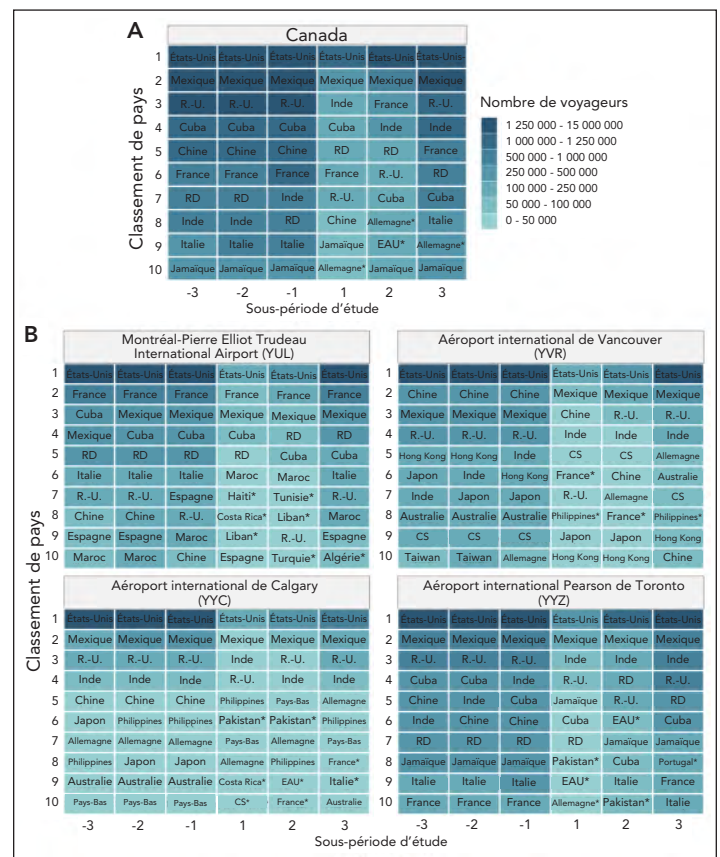 A
Canada
1 États-Unis États-Unis États-Unis États-Unis États-Unis États-Unis-
2 Mexique Mexique Mexique Mexique Mexique Mexique
3 R.-U. R.-U. R.-U. Inde France R.-U.
4 Cuba Cuba Cuba Cuba Inde Inde
5 Chine Chine Chine RD RD France
6 France France France France R.-U. RD
7 RD RD Inde R.-U. Cuba Cuba
8 Inde Inde RD Chine Allemagne* Italie
9 Italie Italie Italie Jamaïque EAU* Allemagne*
10 Jamaïque Jamaïque Jamaïque Allemagne* Jamaïque Jamaïque
-3 -2 -1 1 2 3
Sous-période d'étude
Classement de pays
Nombre de voyageurs
1 250 000 - 15 000 000
1 000 000 - 1 250 000
500 000 - 1 000 000
250 000 - 500 000
100 000 - 250 000
50 000 - 100 000
0 - 50 000
B
Montréal-Pierre Elliot Trudeau
International Airport (YUL)
1 États-Unis États-Unis États-Unis États-Unis États-Unis États-Unis
2 France France France France France France
3 Cuba Mexique Mexique Mexique Mexique Mexique
4 Mexique Cuba Cuba Cuba RD RD
5 RD RD RD RD Cuba Cuba
6 Italie Italie Italie Maroc Maroc Italie
7 R.-U. R.-U. Espagne Haïti* Tunisie* R.-U.
8 Chine Chine R.-U. Costa Rica* Liban* Maroc
9 Espagne Espagne Maroc Liban* R.-U. Espagne
10 Maroc Maroc Chine Espagne Turquie* Algérie*
Aéroport international de Vancouver
(YVR)
1 États-Unis États-Unis États-Unis États-Unis États-Unis États-Unis
2 Chine Chine Chine Mexique Mexique Mexique
3 Mexique Mexique Mexique Chine R.-U. R.-U.
4 R.-U. R.-U. R.-U. Inde Inde Inde
5 Hong Kong Hong Kong Inde CS CS Allemagne
6 Japon Inde Hong Kong France* Chine Australie
7 Inde Japon Japon R.-U. Allemagne CS
8 Australie Australie Australie Philippines* France* Philippines*
9 CS CS CS Japon Japon Hong Kong
10 Taiwan Taiwan Allemagne Hong Kong Hong Kong Chine
Aéroport international de Calgary
(YYC)
1 États-Unis États-Unis États-Unis États-Unis États-Unis États-Unis
2 Mexique Mexique Mexique Mexique Mexique Mexique
3 R.-U. R.-U. R.-U. Inde R.-U. R.-U.
4 Inde Inde Inde R.-U. Inde Inde
5 Chine Chine Chine Philippines Pays-Bas Allemagne
6 Japon Philippines Philippines Pakistan* Pakistan* Philippines
7 Allemagne Allemagne Allemagne Pays-Bas Allemagne Pays-Bas
8 Philippines Japon Japon Allemagne Philippines France*
9 Australie Australie Australie Costa Rica* EAU* Italie*
10 Pays-Bas Pays-Bas Pays-Bas CS* France* Australie
-3 -2 -1 1 2 3
Aéroport international Pearson de Toronto
(YYZ)
1 États-Unis États-Unis États-Unis États-Unis États-Unis États-Unis
2 Mexique Mexique Mexique Mexique Mexique Mexique
3 R.-U. R.-U. R.-U. Inde Inde Inde
4 Cuba Cuba Inde R.-U. RD R.-U.
5 Chine Inde Cuba Jamaïque R.-U. RD
6 Inde Chine Chine Cuba EAU* Cuba
7 RD RD RD RD Jamaïque Jamaïque
8 Jamaïque Jamaïque Jamaïque Pakistan* Cuba Portugal*
9 Italie Italie Italie EAU* Italie France
10 France France France Allemagne* Pakistan* Italie
-3 -2 -1 1 2 3
Sous-période d'étude
Classement de pays